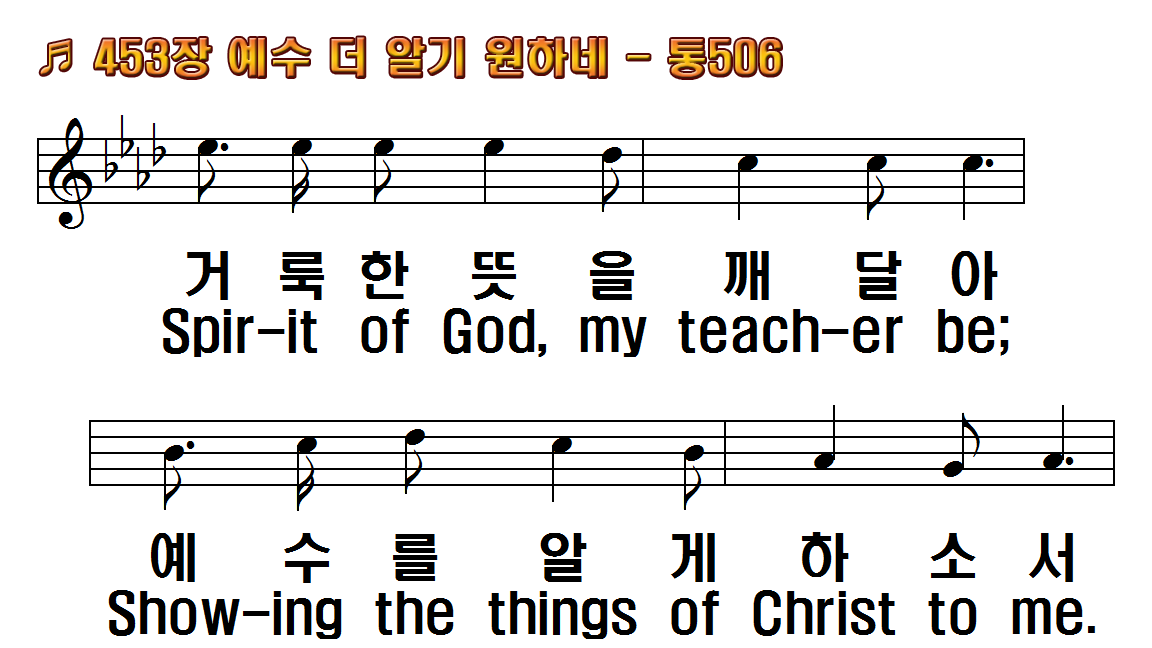 ♬ 453장 예수 더 알기 원하네 - 통506
거 룩 한 뜻 을 깨 달 아
Spir-it of God, my teach-er be;
예 수 를 알 게 하 소 서
Show-ing the things of Christ to me.